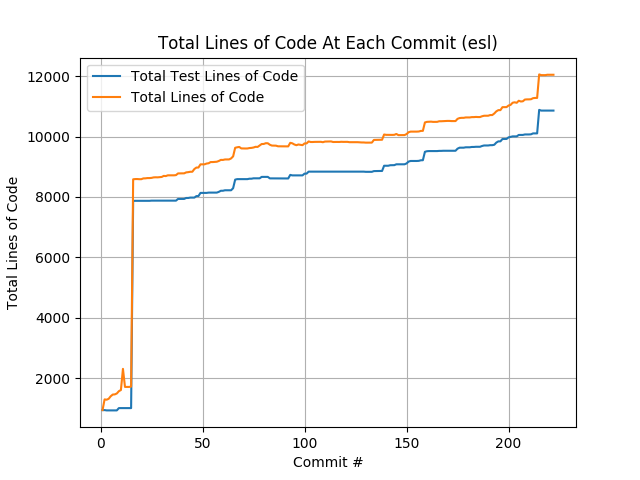 Total Lines of Code At Each Commit (esl)
Total Test Lines of Code
Total Lines of Code
Total Lines of Code
12000
10000
8000
6000
4000
2000
0
50
100
150
200
Commit #